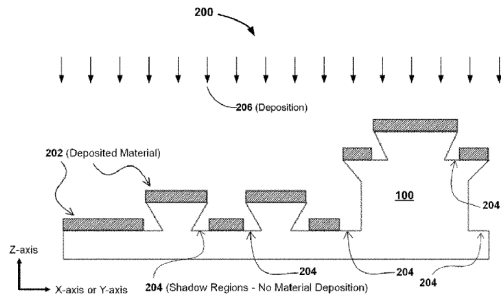 200
206 (Deposition)
202 (Deposited Material)
204
100
204
Z-axis
204
204
204
X-axis or Y-axis
204 (Shadow Regions - No Material Deposition)